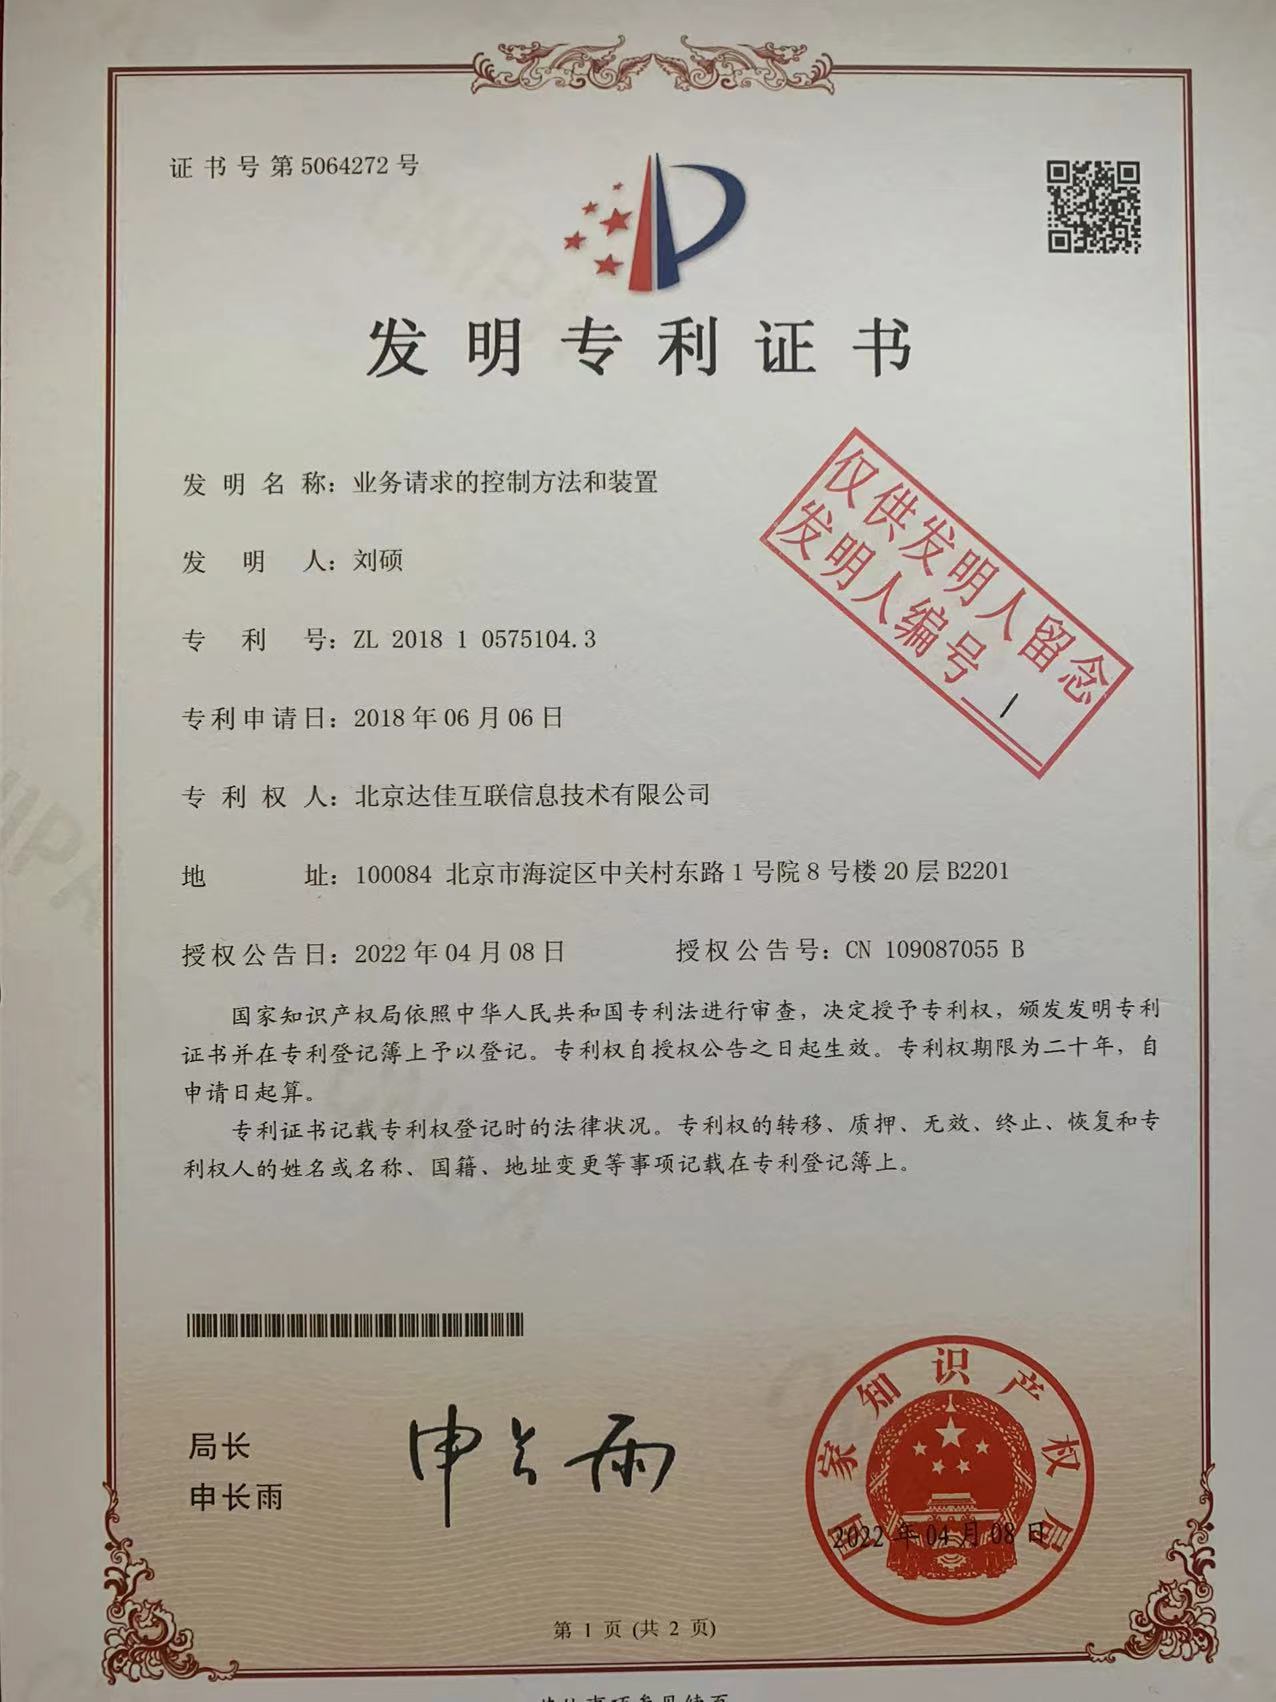 证书号第5064272号
发明专利证书
仅供发明人留念
发明人编号 1
发明名称：业务请求的控制方法和装置
发明人：刘硕
专利号：ZL 2018 1 0575104.3
专利申请日：2018年06月06日
专利权人：北京达佳互联信息技术有限公司
地址：100084 北京市海淀区中关村东路1号院8号楼20层B2201
授权公告日：2022年04月08日 授权公告号：CN 109087055 B
国家知识产权局依照中华人民共和国专利法进行审查，决定授予专利权，颁发发明专利
证书并在专利登记簿上予以登记。专利权自授权公告之日起生效。专利权期限为二十年，自
申请日起算。
专利证书记载专利权登记时的法律状况。专利权的转移、质押、无效、终止、恢复和专
利权人的姓名或名称、国籍、地址变更等事项记载在专利登记簿上。
局长
申长雨
申长雨
国家知识产权局
2022年04月08日
第 1 页 (共 2 页)